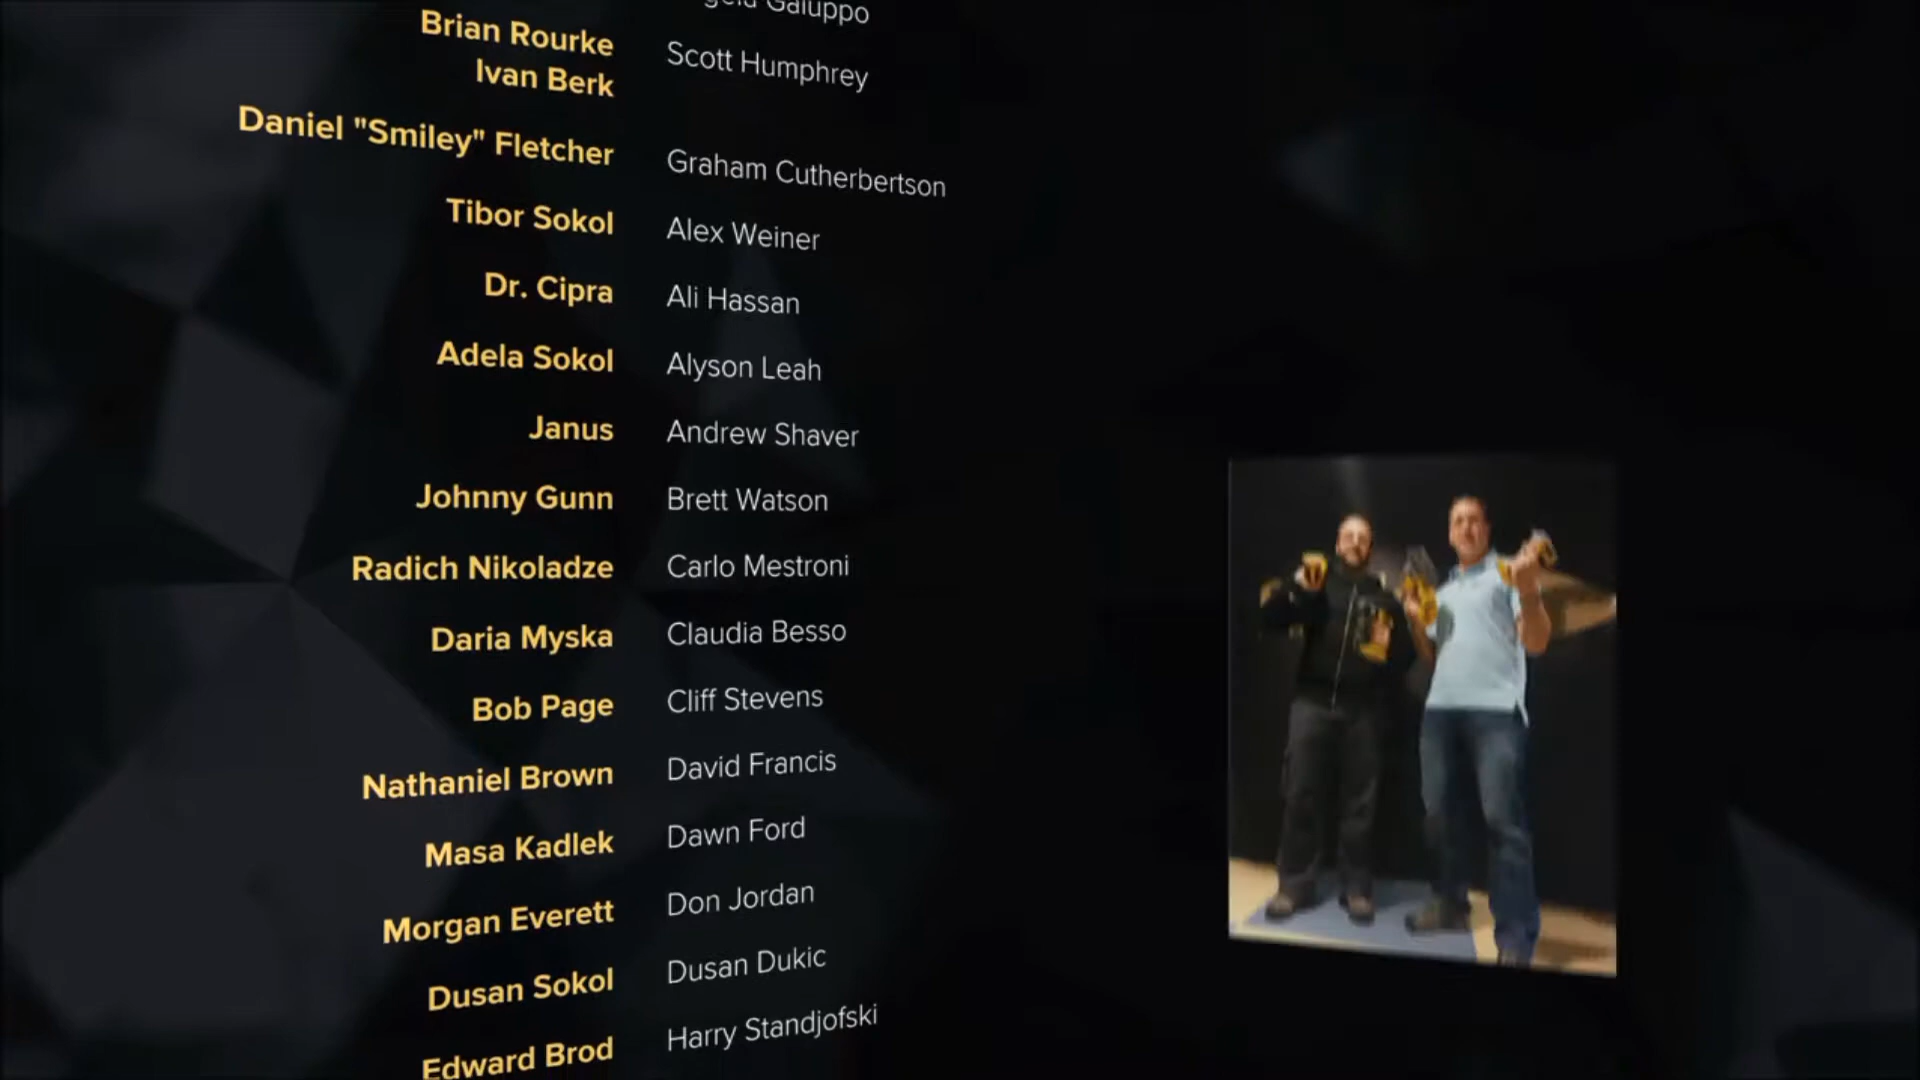 Galuppo
Brian Rourke
Ivan Berk Scott Humphrey
Daniel "Smiley" Fletcher Graham Cutherbertson
Tibor Sokol Alex Weiner
Dr. Cipra Ali Hassan
Adela Sokol Alyson Leah
Janus Andrew Shaver
Johnny Gunn Brett Watson
Radich Nikoladze Carlo Mestroni
Daria Myska Claudia Besso
Bob Page Cliff Stevens
Nathaniel Brown David Francis
Masa Kadlek Dawn Ford
Morgan Everett Don Jordan
Dusan Sokol Dusan Dukic
Edward Brod Harry Standjofski